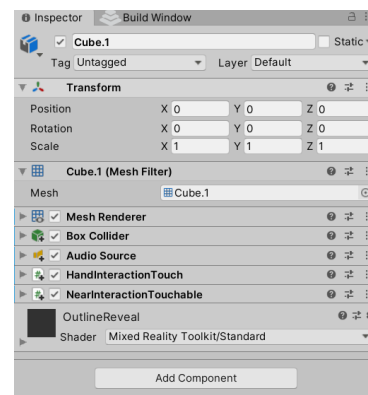 Inspector Build Window
Cube.1 Static
Tag Untagged Layer Default
Transform
Position X 0 Y 0 Z 0
Rotation X 0 Y 0 Z 0
Scale X 1 Y 1 Z 1
Cube.1 (Mesh Filter)
Mesh Cube.1
Mesh Renderer
Box Collider
Audio Source
HandInteractionTouch
NearInteractionTouchable
OutlineReveal
Shader Mixed Reality Toolkit/Standard
Add Component